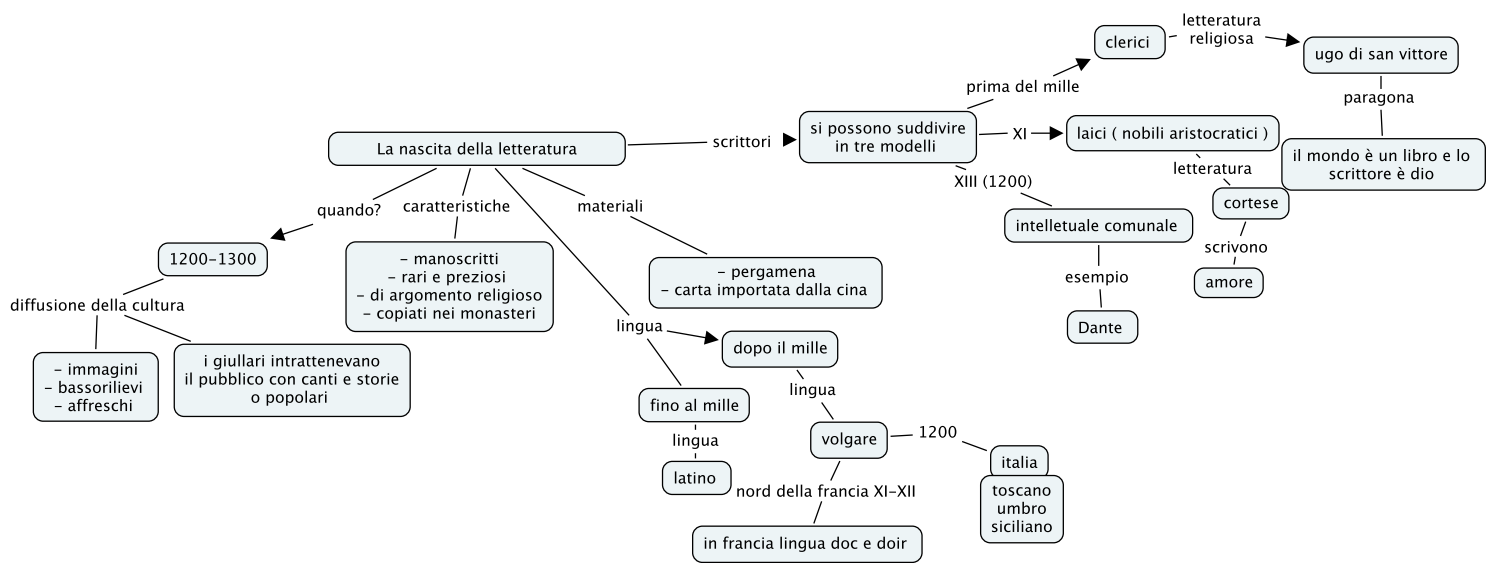 letteratura
religiosa
clerici
ugo di san vittore
prima del mille
paragona
La nascita della letteratura
scrittori
si possono suddivire
in tre modelli
XI
laici ( nobili aristocratici )
il mondo è un libro e lo
scrittore è dio
letteratura
XIII (1200)
cortese
quando?
caratteristiche
materiali
intelletuale comunale
scrivono
1200-1300
- manoscritti
- rari e preziosi
- di argomento religioso
- copiati nei monasteri
- pergamena
- carta importata dalla cina
esempio
amore
diffusione della cultura
lingua
Dante
dopo il mille
- immagini
- bassorilievi
- affreschi
i giullari intrattenevano
il pubblico con canti e storie
o popolari
lingua
fino al mille
lingua
volgare
1200
italia
latino
nord della francia XI-XII
toscano
umbro
siciliano
in francia lingua doc e doir